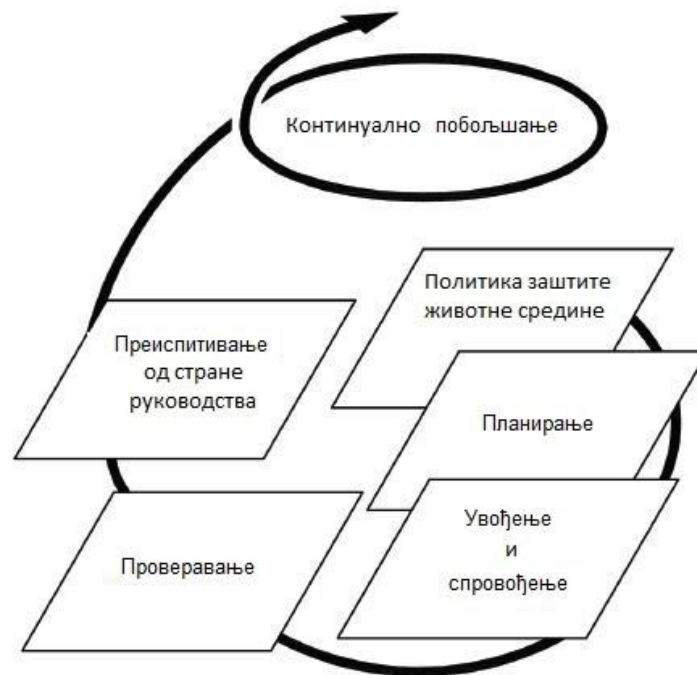 Континуално побољшање
Политика заштите
животне средине
Преиспитивање
од стране
руководства
Планирање
Увођење
и
спровођење
Проверавање